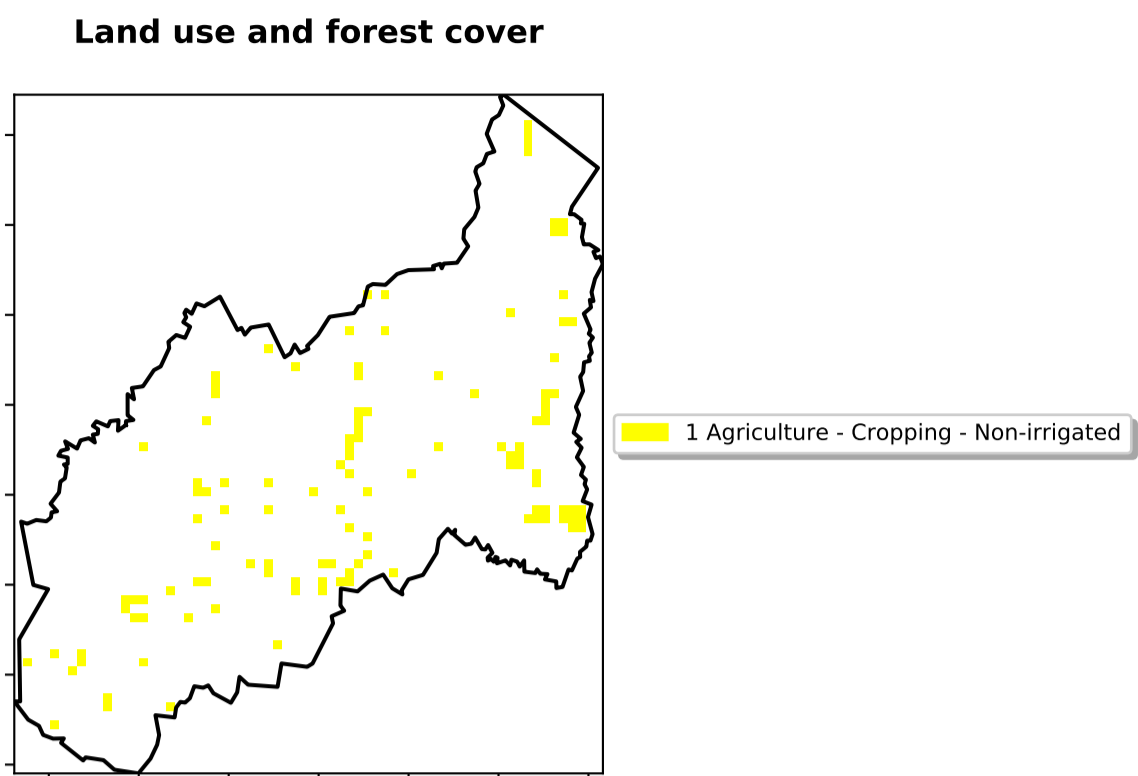 Land use and forest cover
1 Agriculture - Cropping - Non-irrigated